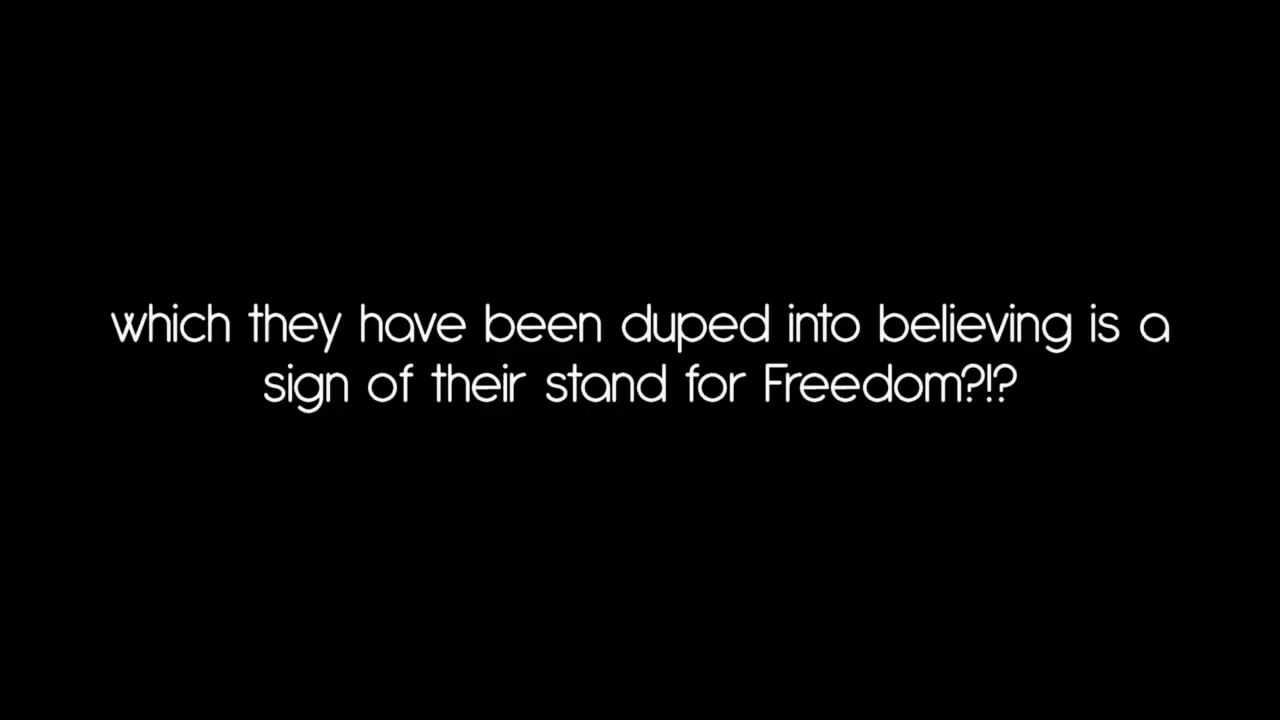 which they have been duped into believing is a
sign of their stand for Freedom?!?